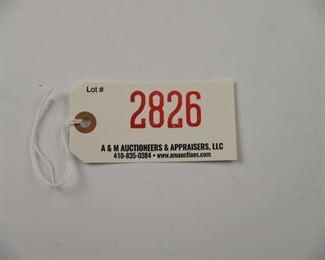 Lot #
2826
A & M AUCTIONEERS & APPRAISERS, LLC
410-835-0384 • www.amauctions.com